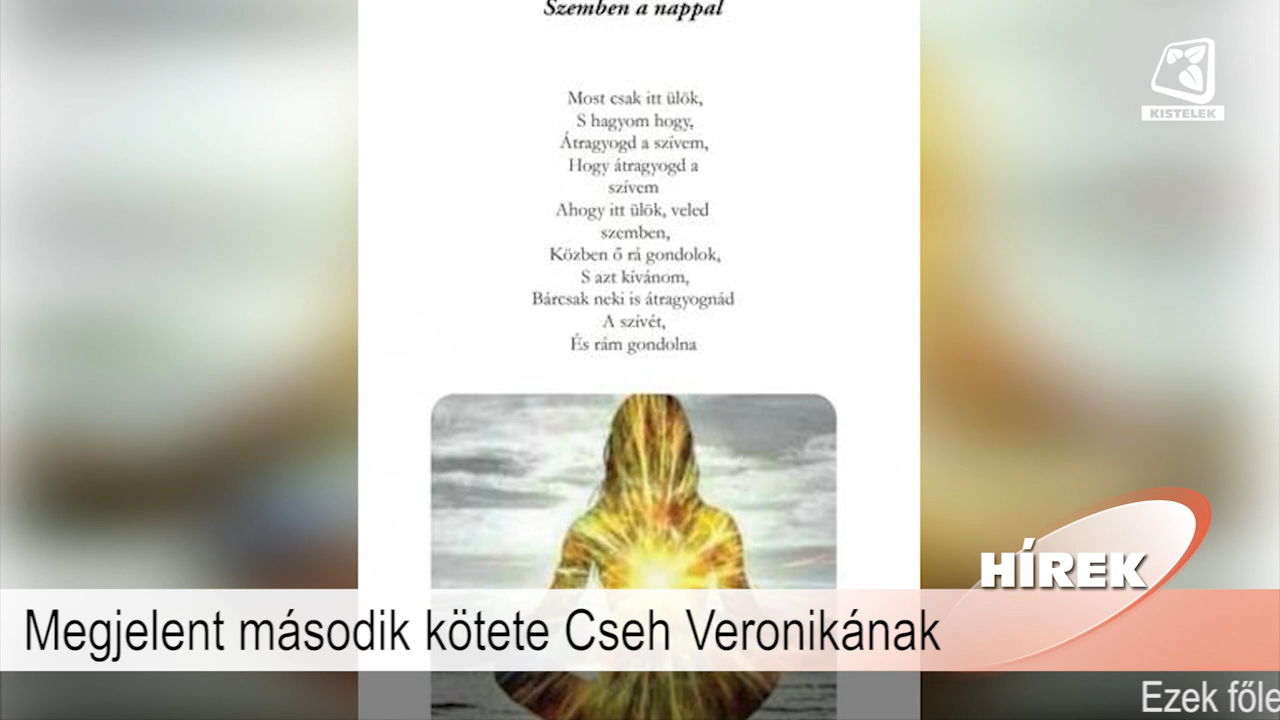 Szemben a nappal
KISTELEK
Most csak itt ülök,
S hagyom hogy,
Átragyogd a szívem,
Hogy átragyogd a
szívem
Ahogy itt ülök, veled
szemben,
Közben ő rá gondolok,
S azt kívánom,
Bárcsak neki is átragyognád
A szívét,
És rám gondolna
HÍREK
Megjelent második kötete Cseh Veronikának
Ezek főle